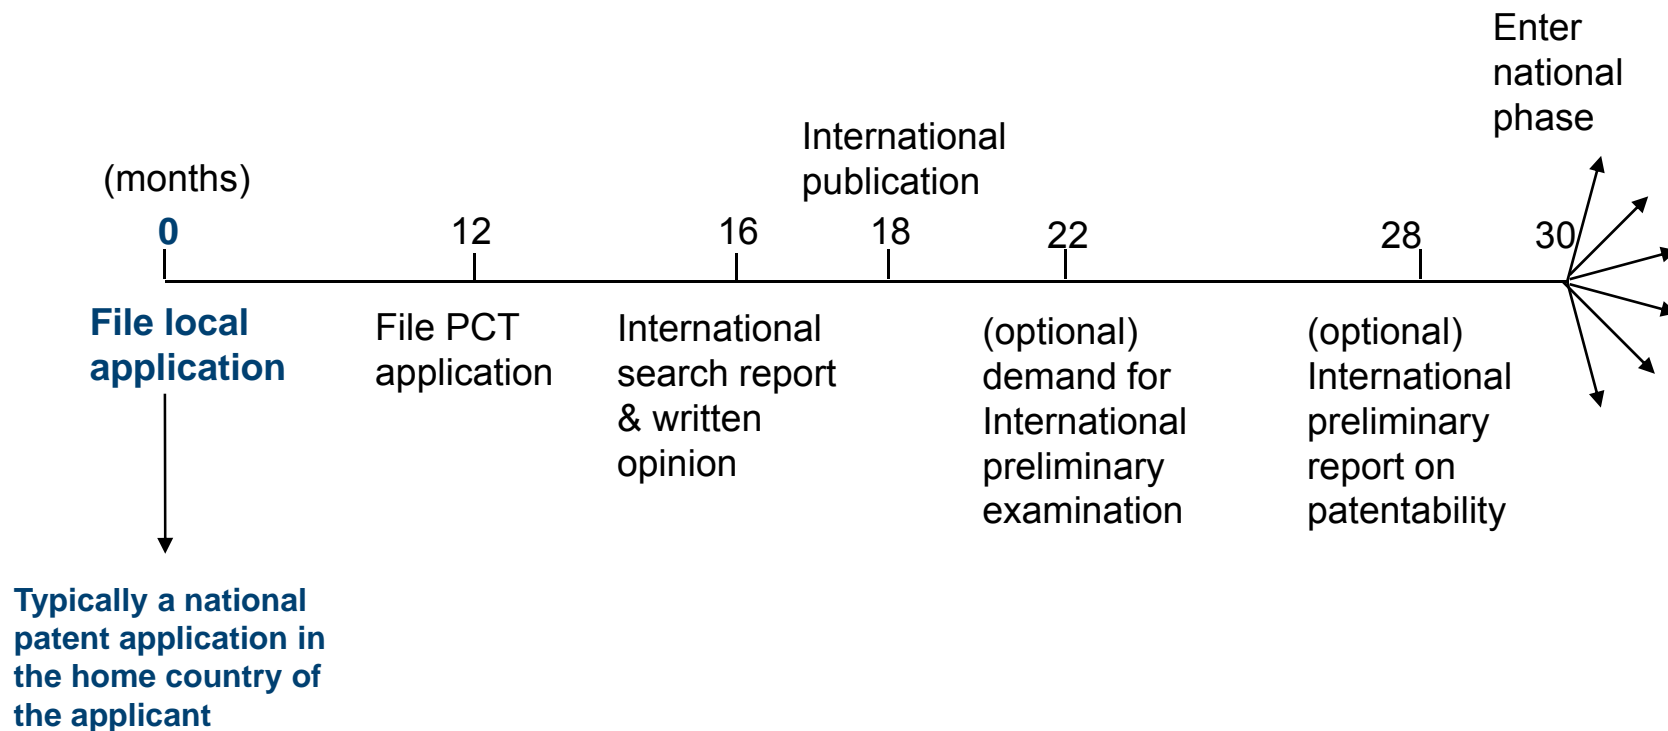 Enter
national
phase
International
publication
(months)
0
12
16
18
22
28
30
File local
application
File PCT
application
International
search report
& written
opinion
(optional)
demand for
International
preliminary
examination
(optional)
International
preliminary
report on
patentability
Typically a national
patent application in
the home country of
the applicant